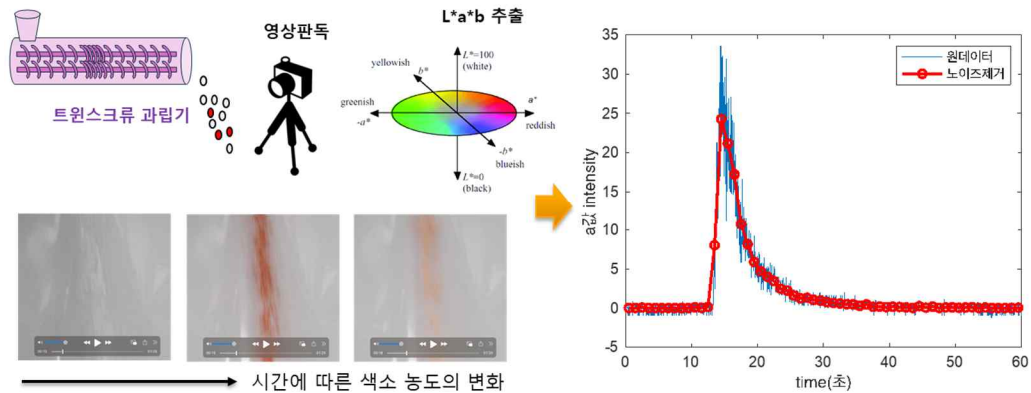 트윈스크류 과립기
영상판독
L*a*b 추출
L*=100
(white)
yellowish
b*
greenish
-a*
a*
reddish
-b*
blueish
L*=0
(black)
시간에 따른 색소 농도의 변화
원데이터
노이즈제거
a값 intensity
35
30
25
20
15
10
5
0
-5
0 10 20 30 40 50 60
time(초)